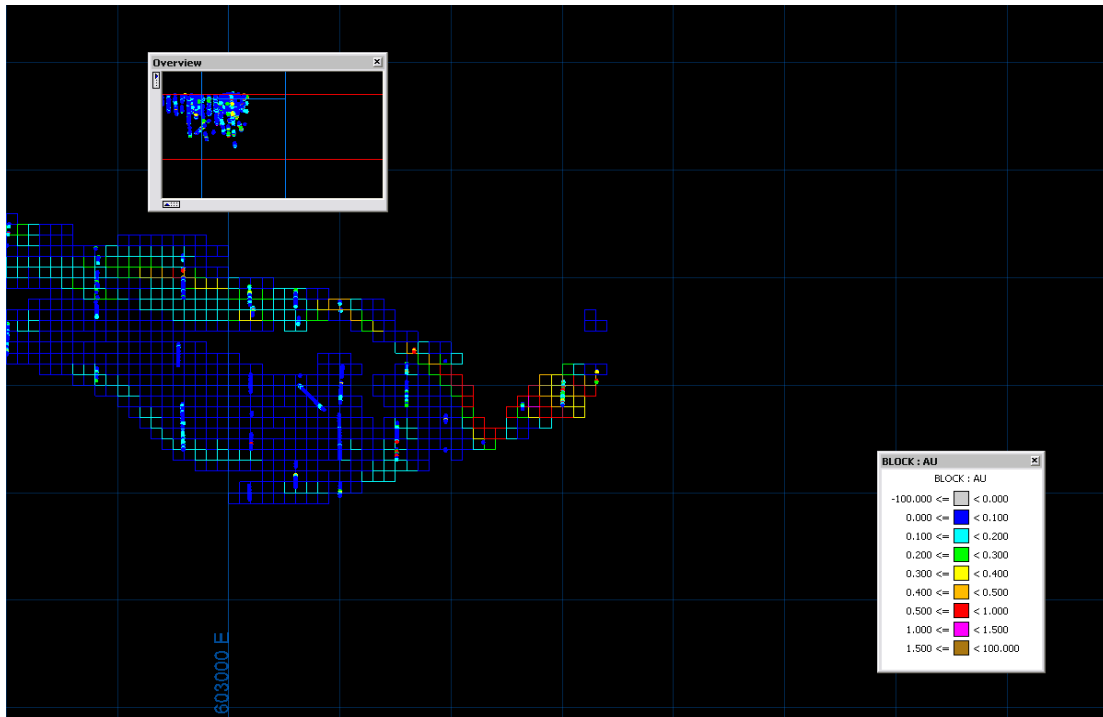 Overview
603000 E
BLOCK : AU
BLOCK : AU
-100.000 <= < 0.000
0.000 <= < 0.100
0.100 <= < 0.200
0.200 <= < 0.300
0.300 <= < 0.400
0.400 <= < 0.500
0.500 <= < 1.000
1.000 <= < 1.500
1.500 <= < 100.000